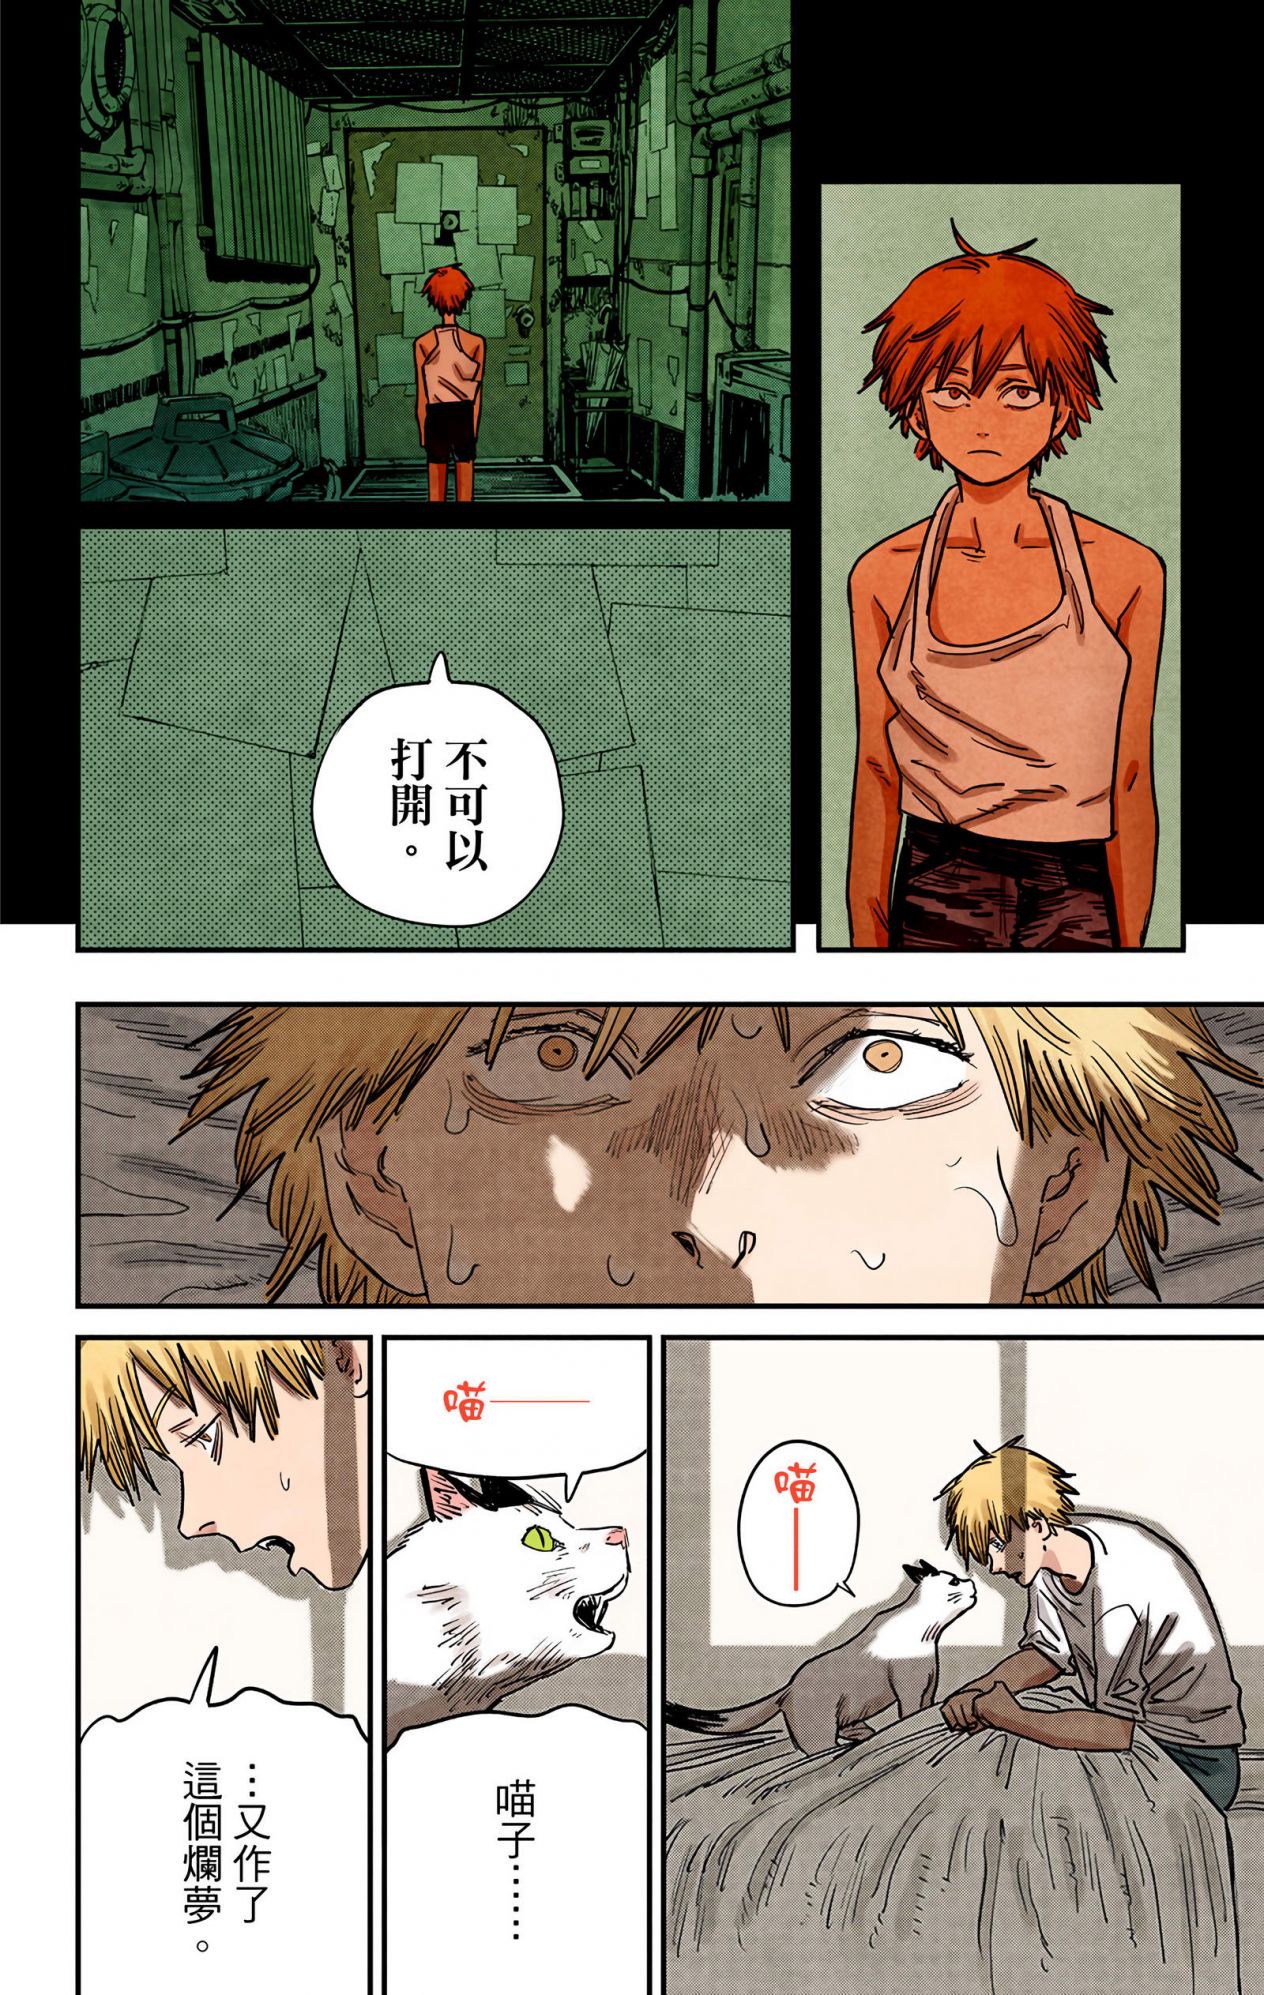 不可以
打開。
喵——
喵——
喵子……
…又作了
這個爛夢。